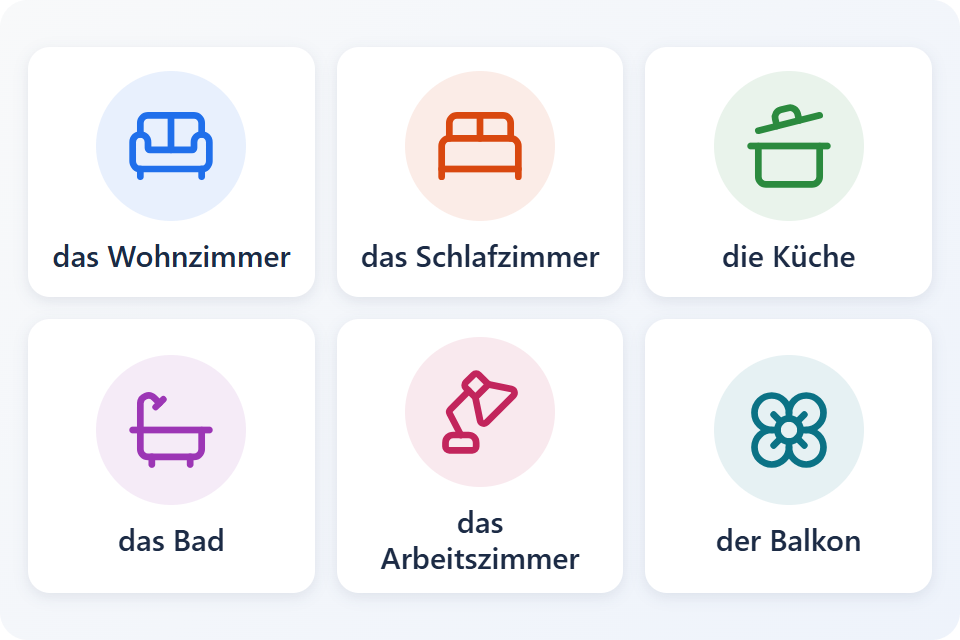 das Wohnzimmer
das Schlafzimmer
die Küche
das Bad
das
Arbeitszimmer
der Balkon